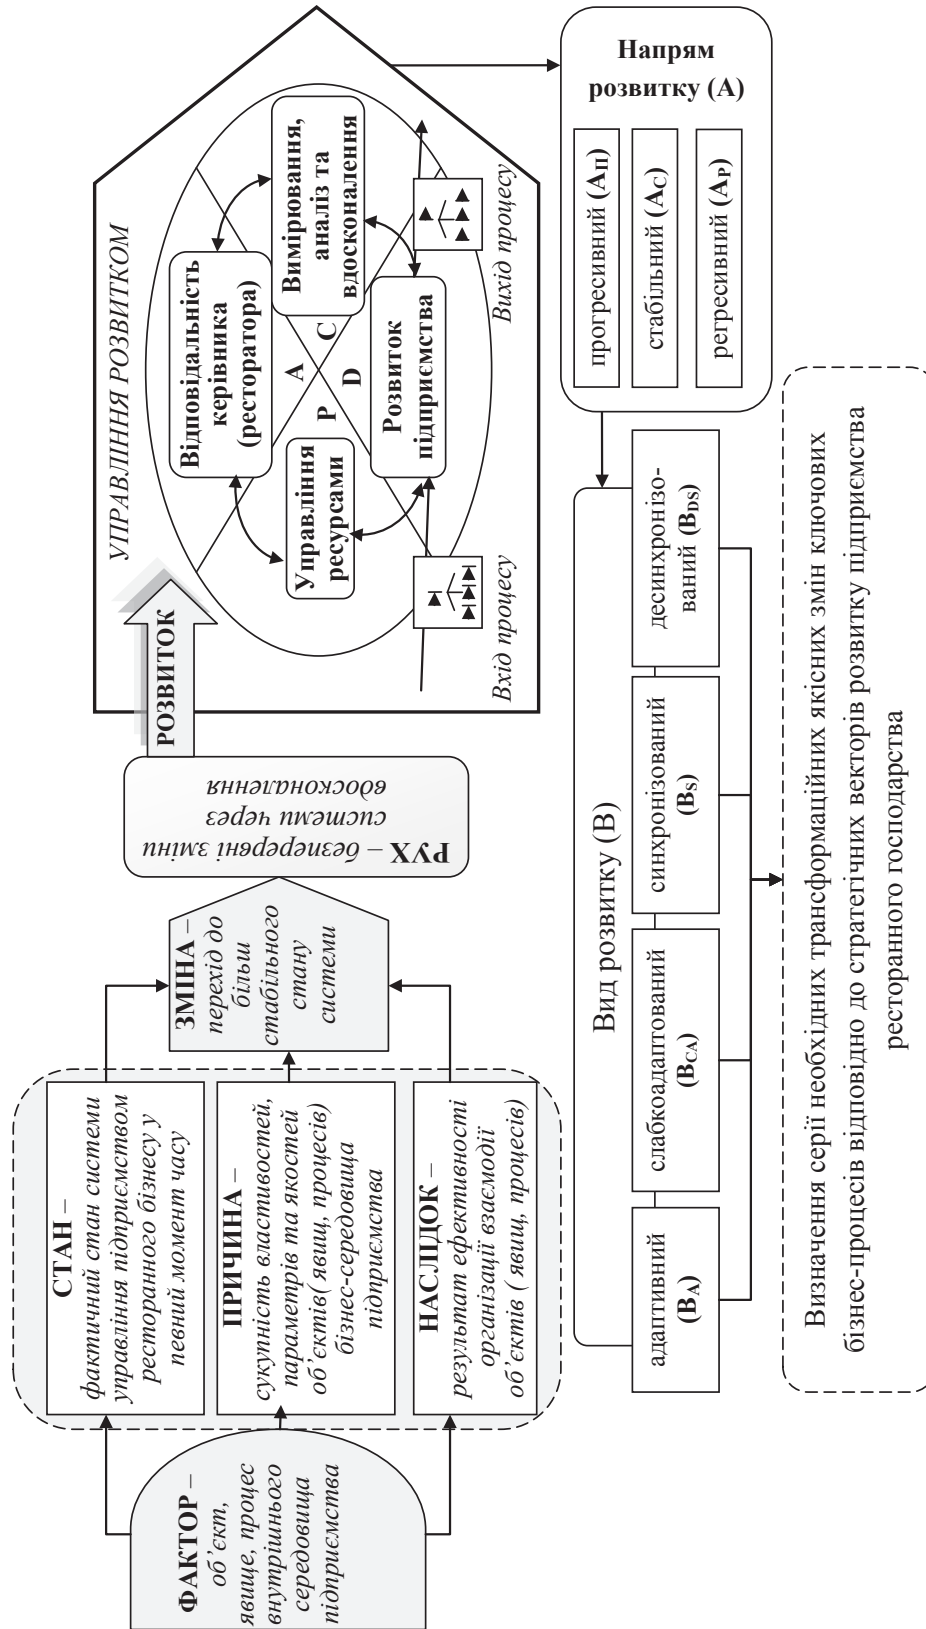 ФАКТОР –
об’єкт,
явище, процес
внутрішнього
середовища
підприємства
СТАН –
фактичний стан системи
управління підприємством
ресторанного бізнесу у
певний момент часу
ПРИЧИНА –
сукупність властивостей,
параметрів та якостей
об’єктів( явищ, процесів)
бізнес-середовища
підприємства
НАСЛІДОК –
результат ефективності
організації взаємодії
об’єктів ( явищ, процесів)
ЗМІНА –
перехід до
більш
стабільного
стану
системи
РУХ – безперервні зміни
системи через
вдосконалення
РОЗВИТОК
УПРАВЛІННЯ РОЗВИТКОМ
Відповідальність
керівника
(ресторатора)
Управління
ресурсами
A
P
C
D
Вимірювання,
аналіз та
вдосконалення
Розвиток
підприємства
Вхід процесу
Вихід процесу
Напрям
розвитку (А)
прогресивний (АП)
стабільний (АС)
регресивний (АР)
Вид розвитку (В)
адаптивний
(ВА)
слабкоадаптований
(ВСА)
синхронізований
(ВS)
десинхронізо-
ваний (ВDS)
Визначення серії необхідних трансформаційних якісних змін ключових
бізнес-процесів відповідно до стратегічних векторів розвитку підприємства
ресторанного господарства